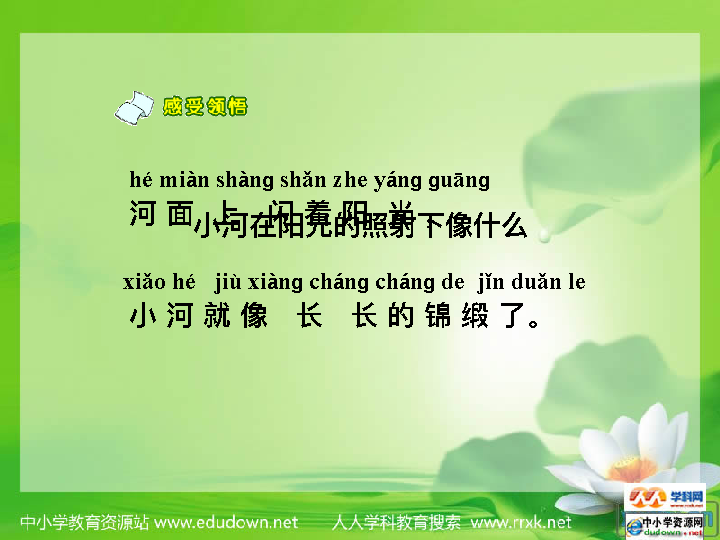 感受领悟
hé miàn shàng shǎn zhe yáng guāng
河 面 上 闪 着 阳 光
小河在阳光的照射下像什么
xiǎo hé jiù xiàng cháng cháng de jǐn duǎn le
小 河 就 像 长 长 的 锦 缎 了。
中小学教育资源站 www.edudown.net 人人学科教育搜索 www.rrxk.net
学科网
www.rrxk.net
中小学资源网
edudown.net